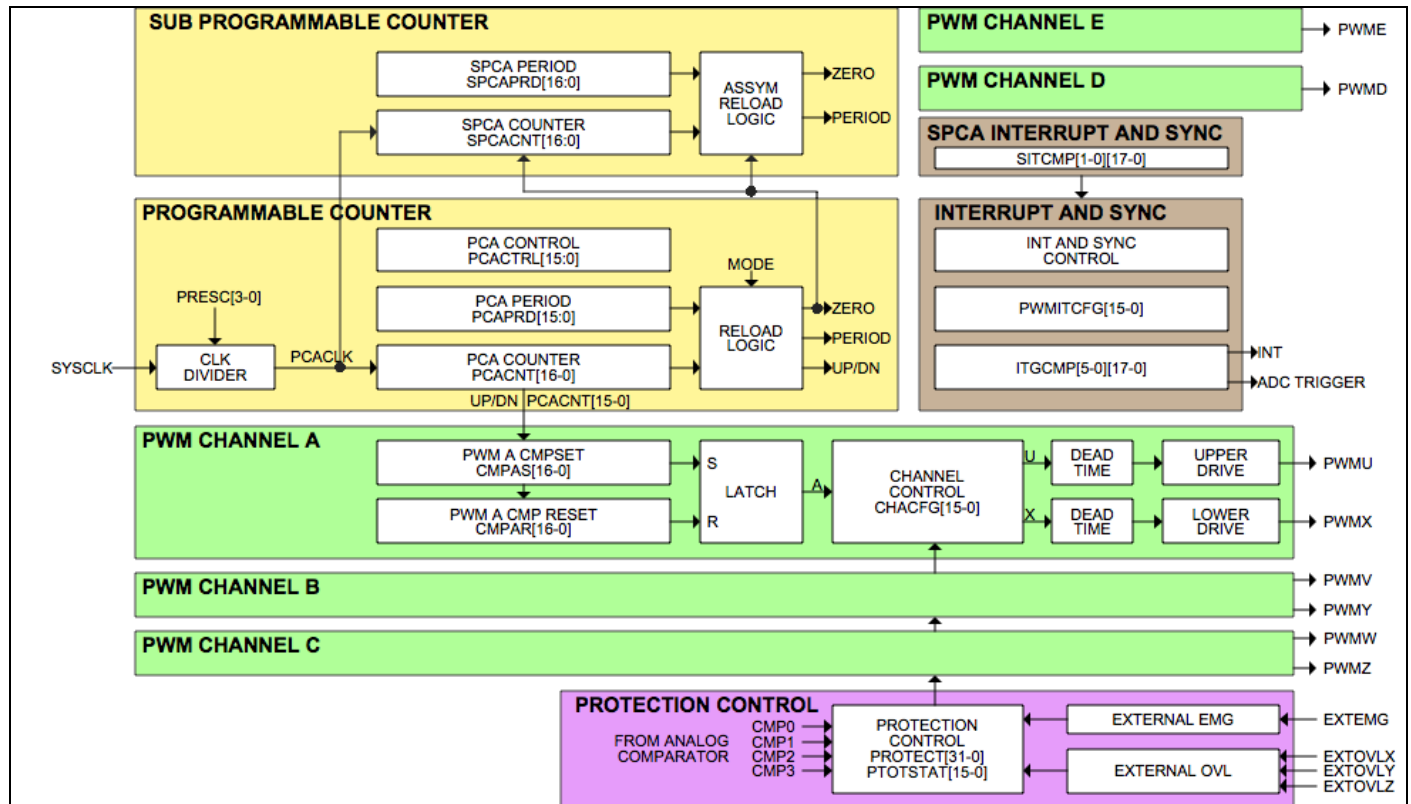 SUB PROGRAMMABLE COUNTER
SPCA PERIOD
SPCAPRD[16:0]
SPCA COUNTER
SPCACNT[16:0]
ASSYM
RELOAD
LOGIC
ZERO
PERIOD
PROGRAMMABLE COUNTER
PCA CONTROL
PCACTRL[15:0]
MODE
PRESC[3-0]
PCA PERIOD
PCAPRD[15:0]
RELOAD
LOGIC
ZERO
PERIOD
UP/DN
SYSCLK
CLK
DIVIDER
PCACLK
PCA COUNTER
PCACNT[16-0]
UP/DN
PCACNT[15-0]
PWM CHANNEL E
PWME
PWM CHANNEL D
PWMD
SPCA INTERRUPT AND SYNC
SITCMP[1-0][17-0]
INTERRUPT AND SYNC
INT AND SYNC
CONTROL
PWMITCFG[15-0]
ITGCMP[5-0][17-0]
INT
ADC TRIGGER
PWM CHANNEL A
PWM A CMPSET
CMPAS[16-0]
PWM A CMP RESET
CMPAR[16-0]
S
LATCH
R
A
CHANNEL
CONTROL
CHACFG[15-0]
U
DEAD
TIME
UPPER
DRIVE
PWMU
X
DEAD
TIME
LOWER
DRIVE
PWMX
PWM CHANNEL B
PWMV
PWMY
PWM CHANNEL C
PWMW
PWMZ
PROTECTION CONTROL
FROM ANALOG
COMPARATOR
CMP0
CMP1
CMP2
CMP3
PROTECTION
CONTROL
PROTECT[31-0]
PTOTSTAT[15-0]
EXTERNAL EMG
EXTEMG
EXTERNAL OVL
EXTOVLX
EXTOVLY
EXTOVLZ